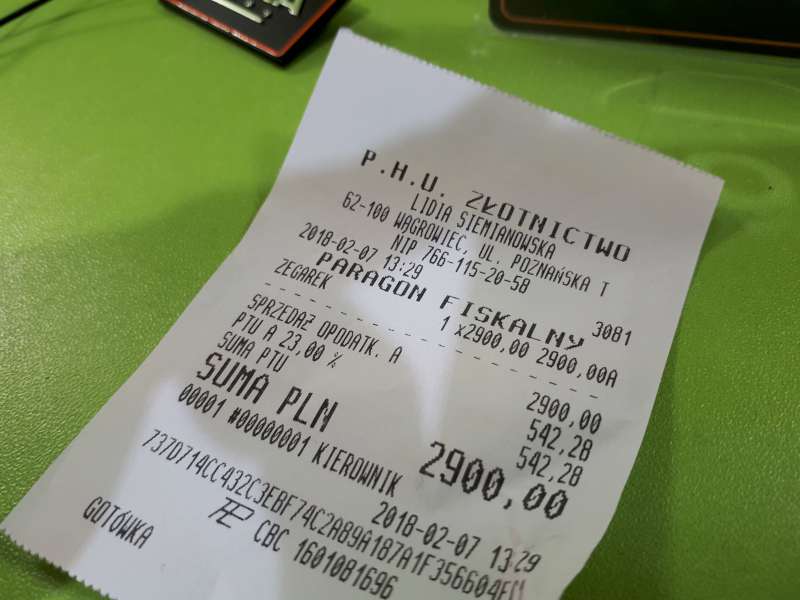 P.H.U. ZŁOTNICTWO
LIDIA SIEMIANOWSKA
62-100 WĄGROWIEC, UL. POZNAŃSKA T
NIP 766-115-20-58
2018-02-07 13:29 3081
PARAGON FISKALNY
ZEGAREK 1 x2900,00 2900,00A
SPRZEDAŻ OPODATK. A 2900,00
PTU A 23,00 % 542,28
SUMA PTU 542,28
SUMA PLN 2900,00
00001 #00000001 KIEROWNIK 2018-02-07 13:29
737D714CC432C3EBF74C2A89A187A1F356604F
CBC 1601081696
GOTÓWKA